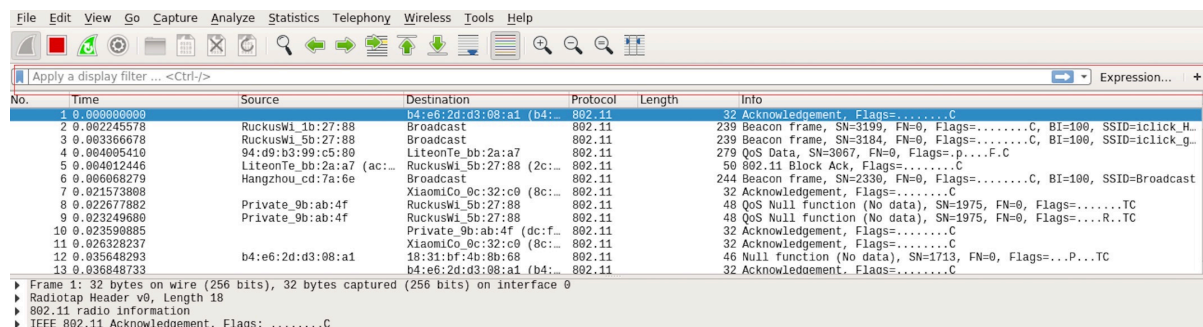 File Edit View Go Capture Analyze Statistics Telephony Wireless Tools Help
Apply a display filter ... <Ctrl-/> Expression... +
No. Time Source Destination Protocol Length Info
1 0.000000000 b4:e6:2d:d3:08:a1 (b4:… 802.11 32 Acknowledgement, Flags=........C
2 0.002245578 RuckusWi_1b:27:88 Broadcast 802.11 239 Beacon frame, SN=3199, FN=0, Flags=........C, BI=100, SSID=iclick_H…
3 0.003366678 RuckusWi_5b:27:88 Broadcast 802.11 239 Beacon frame, SN=3184, FN=0, Flags=........C, BI=100, SSID=iclick_g…
4 0.004005410 94:d9:b3:99:c5:80 LiteonTe_bb:2a:a7 802.11 279 QoS Data, SN=3067, FN=0, Flags=.p....F.C
5 0.004012446 LiteonTe_bb:2a:a7 (ac:… RuckusWi_5b:27:88 (2c:… 802.11 50 802.11 Block Ack, Flags=........C
6 0.006068279 Hangzhou_cd:7a:6e Broadcast 802.11 244 Beacon frame, SN=2330, FN=0, Flags=........C, BI=100, SSID=Broadcast
7 0.021573808 XiaomiCo_0c:32:c0 (8c:… 802.11 32 Acknowledgement, Flags=........C
8 0.022677882 Private_9b:ab:4f RuckusWi_5b:27:88 802.11 48 QoS Null function (No data), SN=1975, FN=0, Flags=.......TC
9 0.023249680 Private_9b:ab:4f RuckusWi_5b:27:88 802.11 48 QoS Null function (No data), SN=1975, FN=0, Flags=....R..TC
10 0.023590885 Private_9b:ab:4f (dc:f… 802.11 32 Acknowledgement, Flags=........C
11 0.026328237 XiaomiCo_0c:32:c0 (8c:… 802.11 32 Acknowledgement, Flags=........C
12 0.035648293 b4:e6:2d:d3:08:a1 18:31:bf:4b:8b:68 802.11 46 Null function (No data), SN=1713, FN=0, Flags=...P...TC
13 0.036848733 b4:e6:2d:d3:08:a1 (b4:… 802.11 32 Acknowledgement, Flags=........C
Frame 1: 32 bytes on wire (256 bits), 32 bytes captured (256 bits) on interface 0
Radiotap Header v0, Length 18
802.11 radio information
IEEE 802.11 Acknowledgement, Flags: ........C